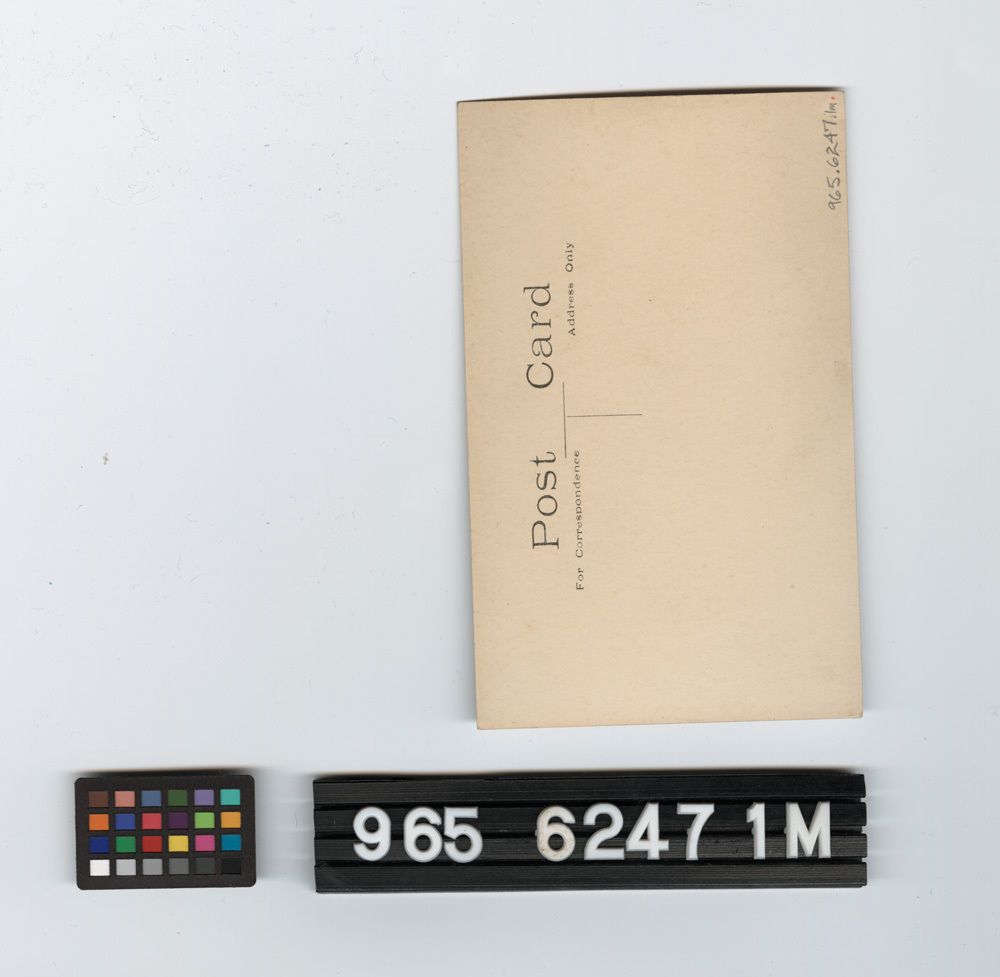 Post Card
For Correspondence
Address Only
965.6247.1m.
965 6247 1M